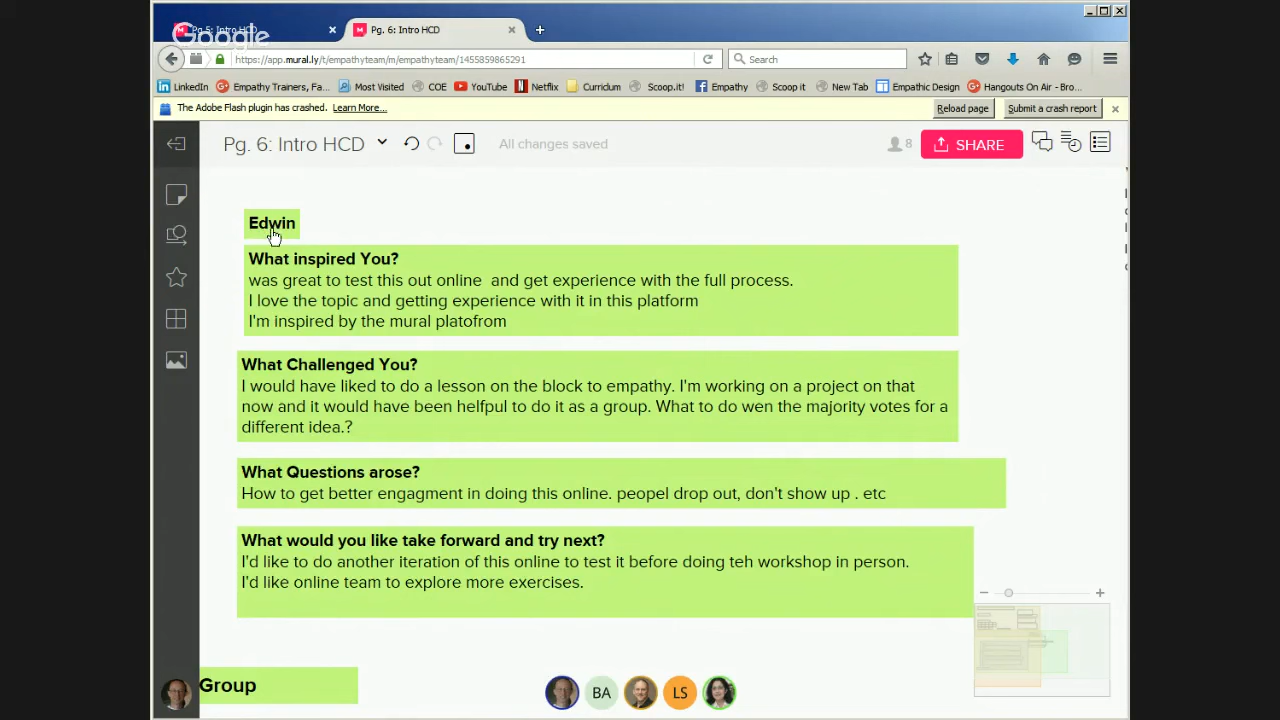 Pg 5: Intro HCD
Pg. 6: Intro HCD
Google
https://app.mural.ly/t/empathyteam/m/empathyteam/1455859865291
Search
LinkedIn
Empathy Trainers, Fa...
Most Visited
COE
YouTube
Netflix
Curridum
Scoop.it!
Empathy
Scoop it
New Tab
Empathic Design
Hangouts On Air - Bro...
The Adobe Flash plugin has crashed. Learn More...
Reload page
Submit a crash report
Pg. 6: Intro HCD
All changes saved
8
SHARE
Edwin
What inspired You?
was great to test this out online and get experience with the full process.
I love the topic and getting experience with it in this platform
I'm inspired by the mural platofrom
What Challenged You?
I would have liked to do a lesson on the block to empathy. I'm working on a project on that
now and it would have been helfpul to do it as a group. What to do wen the majority votes for a
different idea.?
What Questions arose?
How to get better engagment in doing this online. peopel drop out, don't show up . etc
What would you like take forward and try next?
I'd like to do another iteration of this online to test it before doing teh workshop in person.
I'd like online team to explore more exercises.
Group
BA
LS